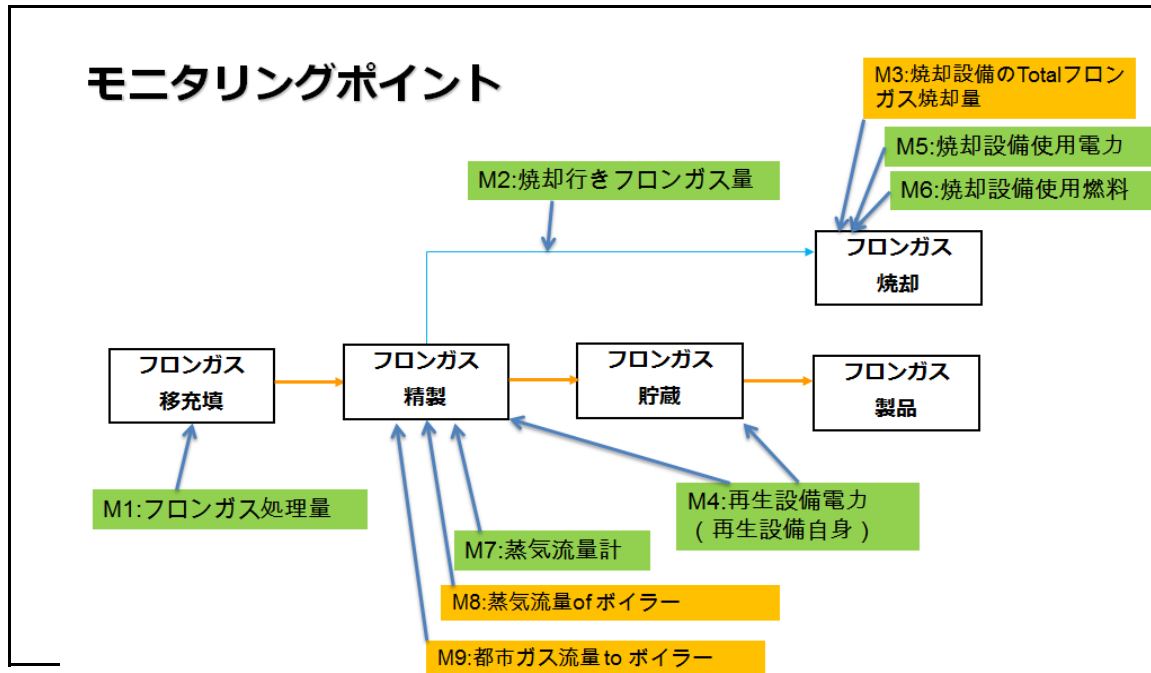 モニタリングポイント
M3:焼却設備のTotalフロン
ガス焼却量
M5:焼却設備使用電力
M6:焼却設備使用燃料
M2:焼却行きフロンガス量
フロンガス
焼却
フロンガス
移充填
フロンガス
精製
フロンガス
貯蔵
フロンガス
製品
M1:フロンガス処理量
M4:再生設備電力
(再生設備自身)
M7:蒸気流量計
M8:蒸気流量of ボイラー
M9:都市ガス流量to ボイラー